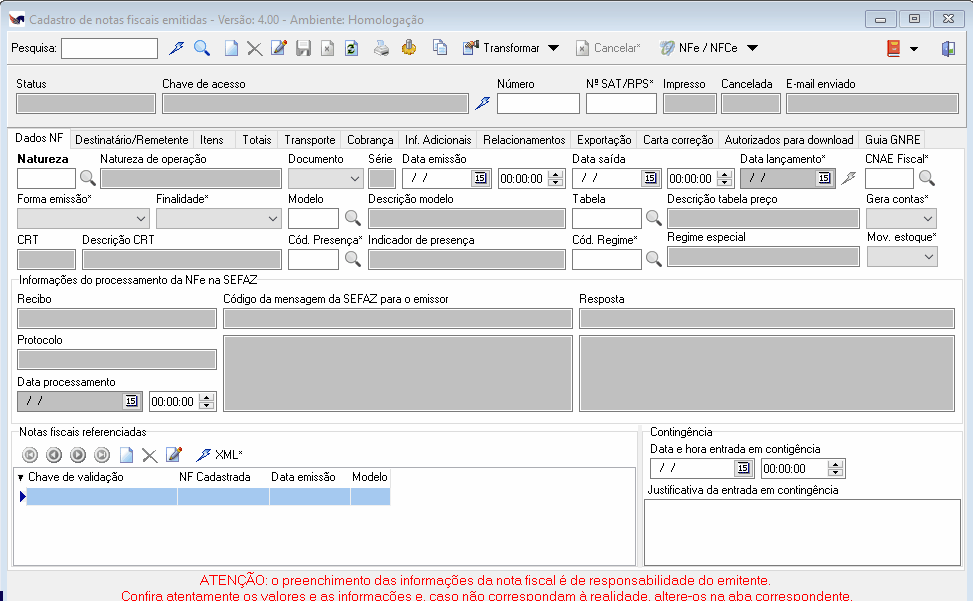 Cadastro de notas fiscais emitidas - Versão: 4.00 - Ambiente: Homologação
Pesquisa: Transformar Cancelar* NFe / NFCe
Status Chave de acesso Número Nº SAT/RPS* Impresso Cancelada E-mail enviado
Dados NF Destinatário/Remetente Itens Totais Transporte Cobrança Inf. Adicionais Relacionamentos Exportação Carta correção Autorizados para download Guia GNRE
Natureza Natureza de operação Documento Série Data emissão Data saída Data lançamento* CNAE Fiscal*
/ / 15 00:00:00 / / 15 00:00:00 / / 15
Forma emissão* Finalidade* Modelo Descrição modelo Tabela Descrição tabela preço Gera contas*
CRT Descrição CRT Cód. Presença* Indicador de presença Cód. Regime* Regime especial Mov. estoque*
Informações do processamento da NFe na SEFAZ
Recibo Código da mensagem da SEFAZ para o emissor Resposta
Protocolo
Data processamento
/ / 15 00:00:00
Notas fiscais referenciadas
XML*
Chave de validação NF Cadastrada Data emissão Modelo
Contingência
Data e hora entrada em contigência
/ / 15 00:00:00
Justificativa da entrada em contingência
ATENÇÃO: o preenchimento das informações da nota fiscal é de responsabilidade do emitente.
Confira atentamente os valores e as informações e, caso não correspondam à realidade, altere-os na aba correspondente.